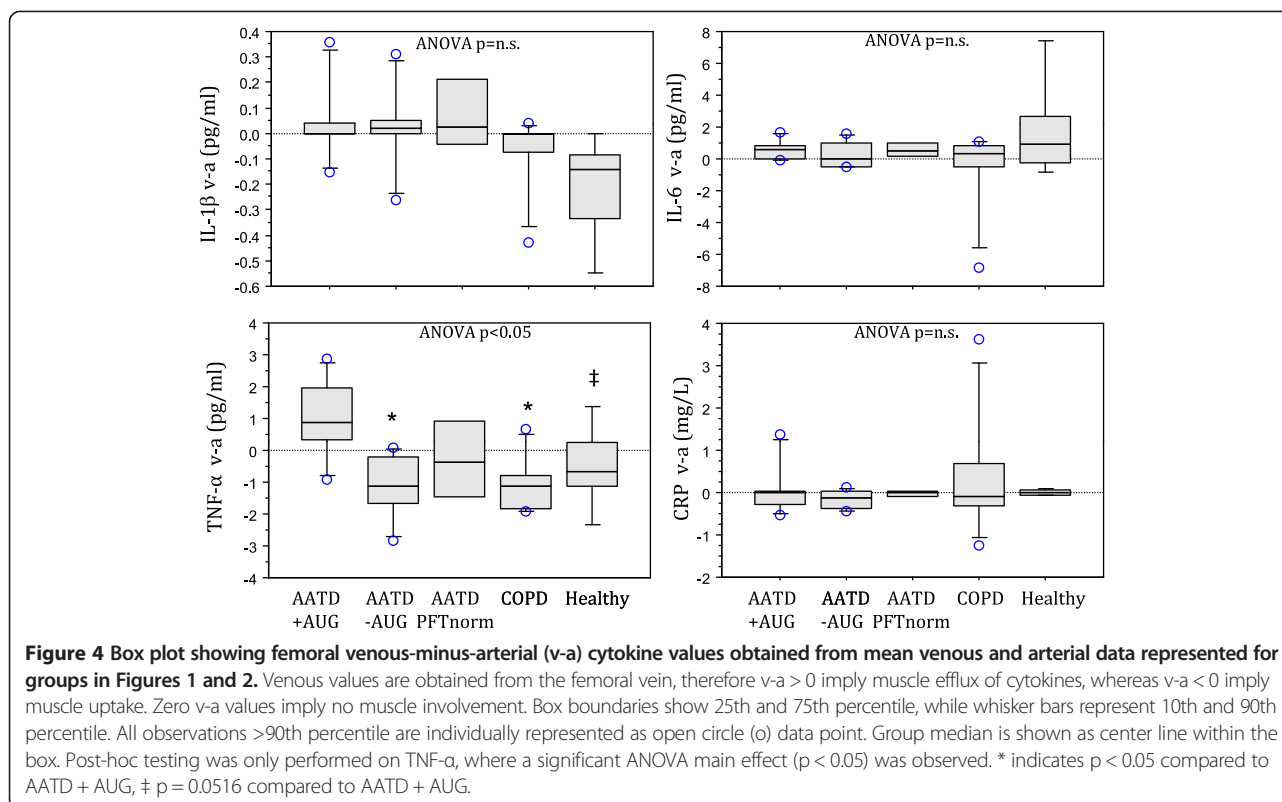 ANOVA p=n.s.
IL-1β v-a (pg/ml)
0.4
0.3
0.2
0.1
0.0
-0.1
-0.2
-0.3
-0.4
-0.5
-0.6
ANOVA p=n.s.
IL-6 v-a (pg/ml)
8
6
4
2
0
-2
-4
-6
-8
ANOVA p<0.05
TNF-α v-a (pg/ml)
4
3
2
1
0
-1
-2
-3
-4
*
*
‡
AATD AATD AATD COPD Healthy
+AUG -AUG PFTnorm
ANOVA p=n.s.
CRP v-a (mg/L)
4
3
2
1
0
-1
-2
AATD AATD AATD COPD Healthy
+AUG -AUG PFTnorm
Figure 4 Box plot showing femoral venous-minus-arterial (v-a) cytokine values obtained from mean venous and arterial data represented for
groups in Figures 1 and 2. Venous values are obtained from the femoral vein, therefore v-a > 0 imply muscle efflux of cytokines, whereas v-a < 0 imply
muscle uptake. Zero v-a values imply no muscle involvement. Box boundaries show 25th and 75th percentile, while whisker bars represent 10th and 90th
percentile. All observations >90th percentile are individually represented as open circle (o) data point. Group median is shown as center line within the
box. Post-hoc testing was only performed on TNF-α, where a significant ANOVA main effect (p < 0.05) was observed. * indicates p < 0.05 compared to
AATD + AUG, ‡ p = 0.0516 compared to AATD + AUG.